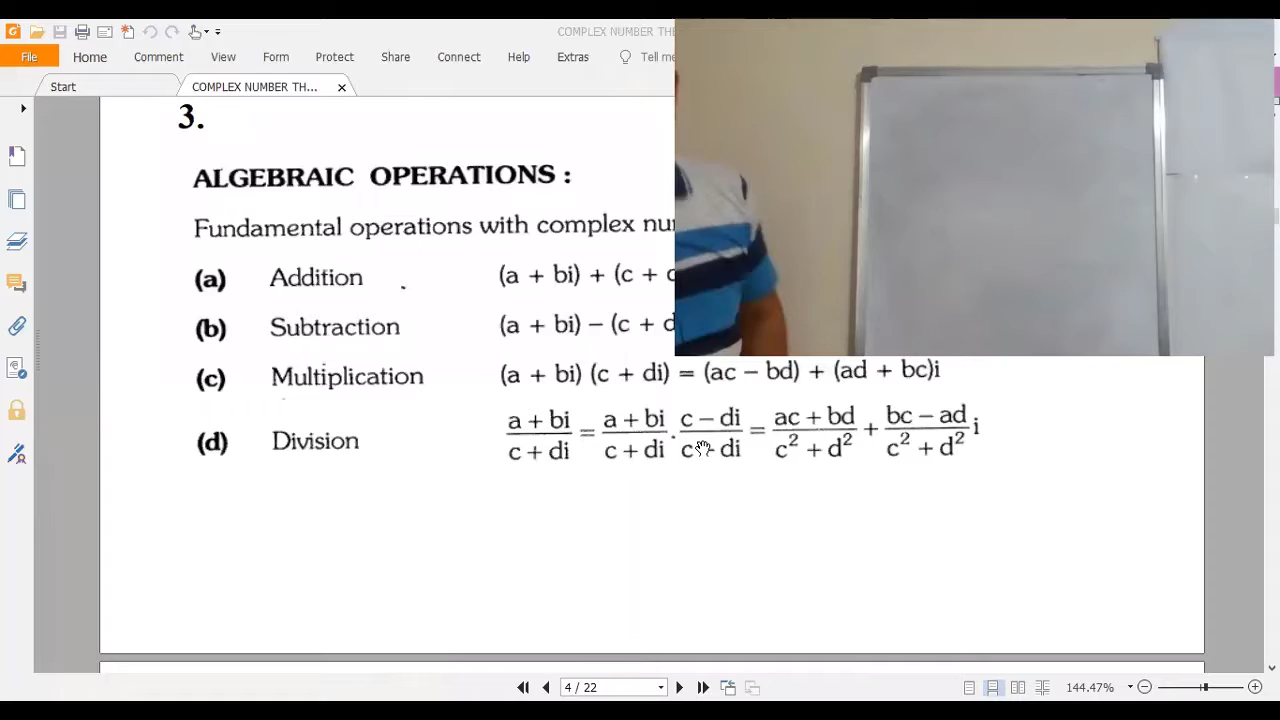 COMPLEX NUMBER THE
File Home Comment View Form Protect Share Connect Help Extras Tell me
Start COMPLEX NUMBER TH...
3.
ALGEBRAIC OPERATIONS :
Fundamental operations with complex
(a) Addition (a + bi) + (c +
(b) Subtraction (a + bi) − (c + d
(c) Multiplication (a + bi) (c + di) = (ac − bd) + (ad + bc)i
(d) Division a + bi / c + di = a + bi / c + di . c − di / c − di = ac + bd / c² + d² + bc − ad / c² + d² i
4 / 22 144.47%